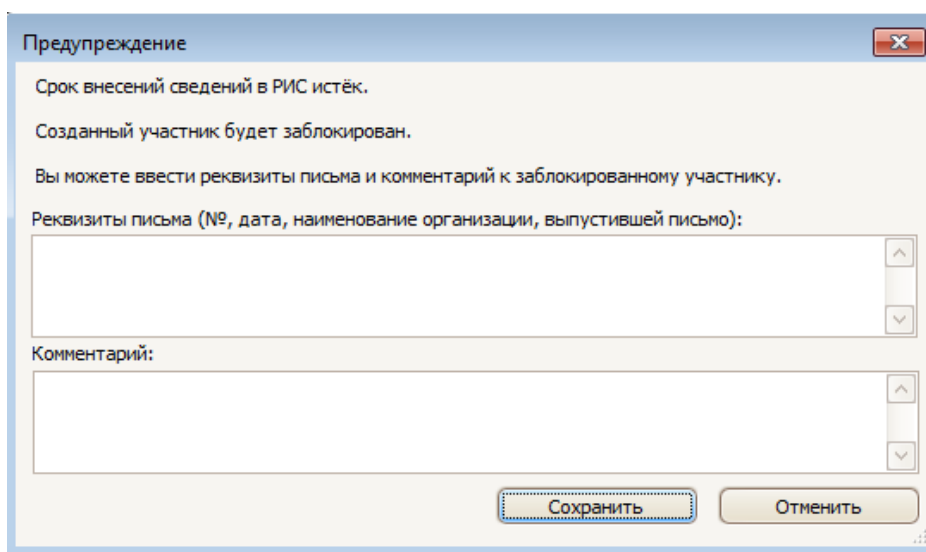 Предупреждение
Срок внесений сведений в РИС истёк.
Созданный участник будет заблокирован.
Вы можете ввести реквизиты письма и комментарий к заблокированному участнику.
Реквизиты письма (№, дата, наименование организации, выпустившей письмо):
Комментарий:
Сохранить
Отменить